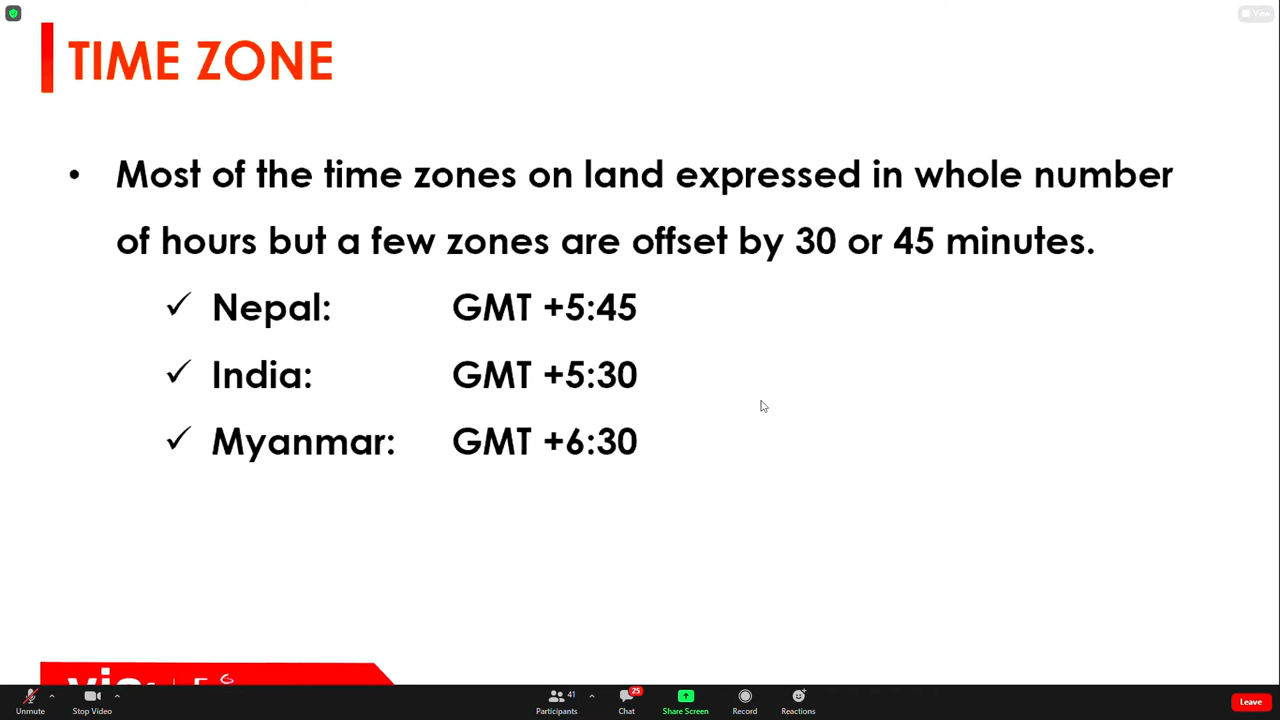 View
TIME ZONE
• Most of the time zones on land expressed in whole number
of hours but a few zones are offset by 30 or 45 minutes.
✓ Nepal: GMT +5:45
✓ India: GMT +5:30
✓ Myanmar: GMT +6:30
41
25
Unmute
Stop Video
Participants
Chat
Share Screen
Record
Reactions
Leave